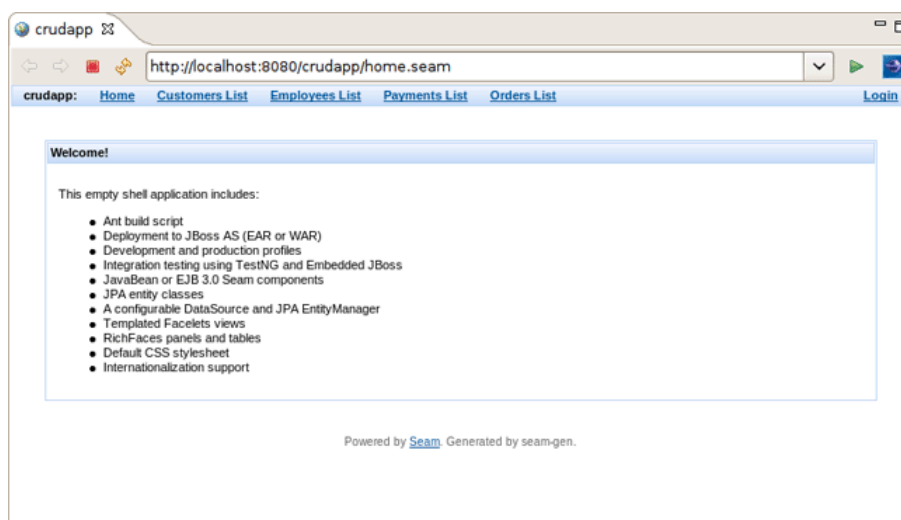 crudapp
http://localhost:8080/crudapp/home.seam
crudapp: Home Customers List Employees List Payments List Orders List Login
Welcome!
This empty shell application includes:
● Ant build script
● Deployment to JBoss AS (EAR or WAR)
● Development and production profiles
● Integration testing using TestNG and Embedded JBoss
● JavaBean or EJB 3.0 Seam components
● JPA entity classes
● A configurable DataSource and JPA EntityManager
● Templated Facelets views
● RichFaces panels and tables
● Default CSS stylesheet
● Internationalization support
Powered by Seam. Generated by seam-gen.